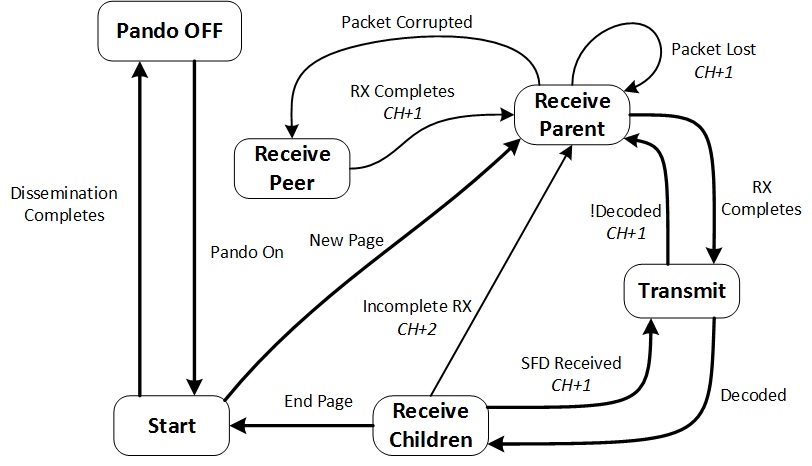 Pando OFF
Packet Corrupted
Packet Lost
CH+1
RX Completes
CH+1
Receive
Parent
Receive
Peer
Dissemination
Completes
RX
Completes
!Decoded
CH+1
New Page
Pando On
Transmit
Incomplete RX
CH+2
SFD Received
CH+1
Decoded
End Page
Start
Receive
Children